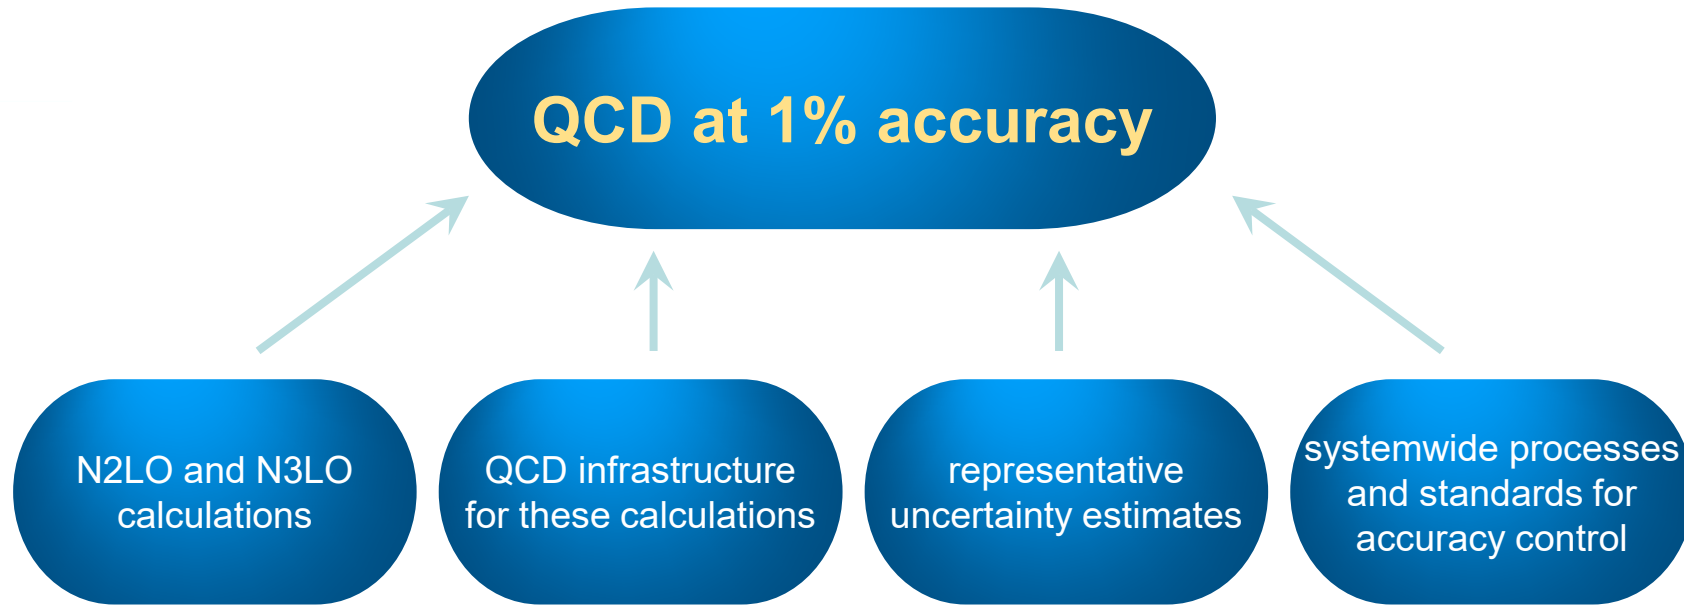 QCD at 1% accuracy
N2LO and N3LO
calculations
QCD infrastructure
for these calculations
representative
uncertainty estimates
systemwide processes
and standards for
accuracy control